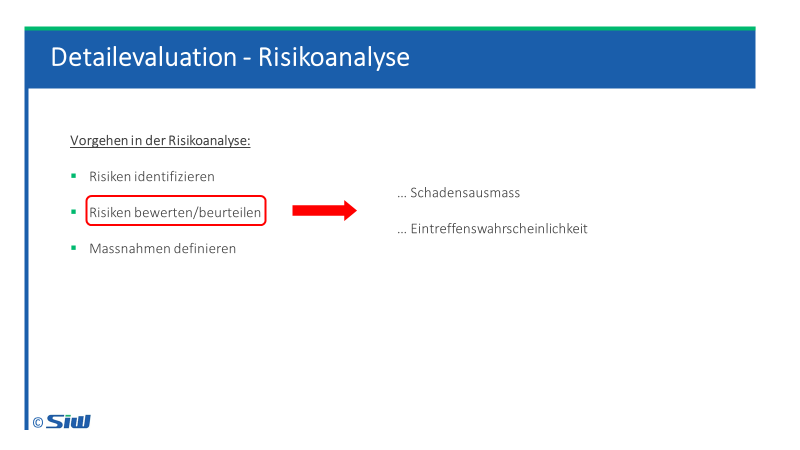 Detailevaluation - Risikoanalyse
Vorgehen in der Risikoanalyse:
▪ Risiken identifizieren
▪ Risiken bewerten/beurteilen
▪ Massnahmen definieren
... Schadensausmass
... Eintreffenswahrscheinlichkeit
© SIW